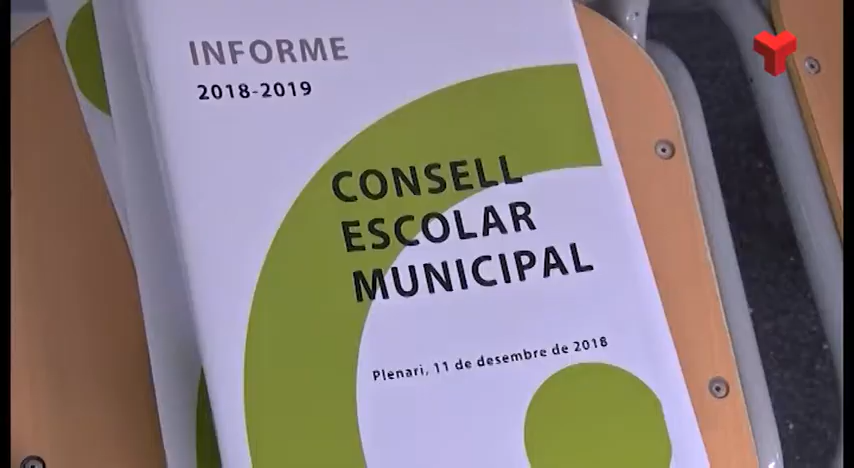 INFORME
2018-2019
CONSELL
ESCOLAR
MUNICIPAL
Plenari, 11 de desembre de 2018